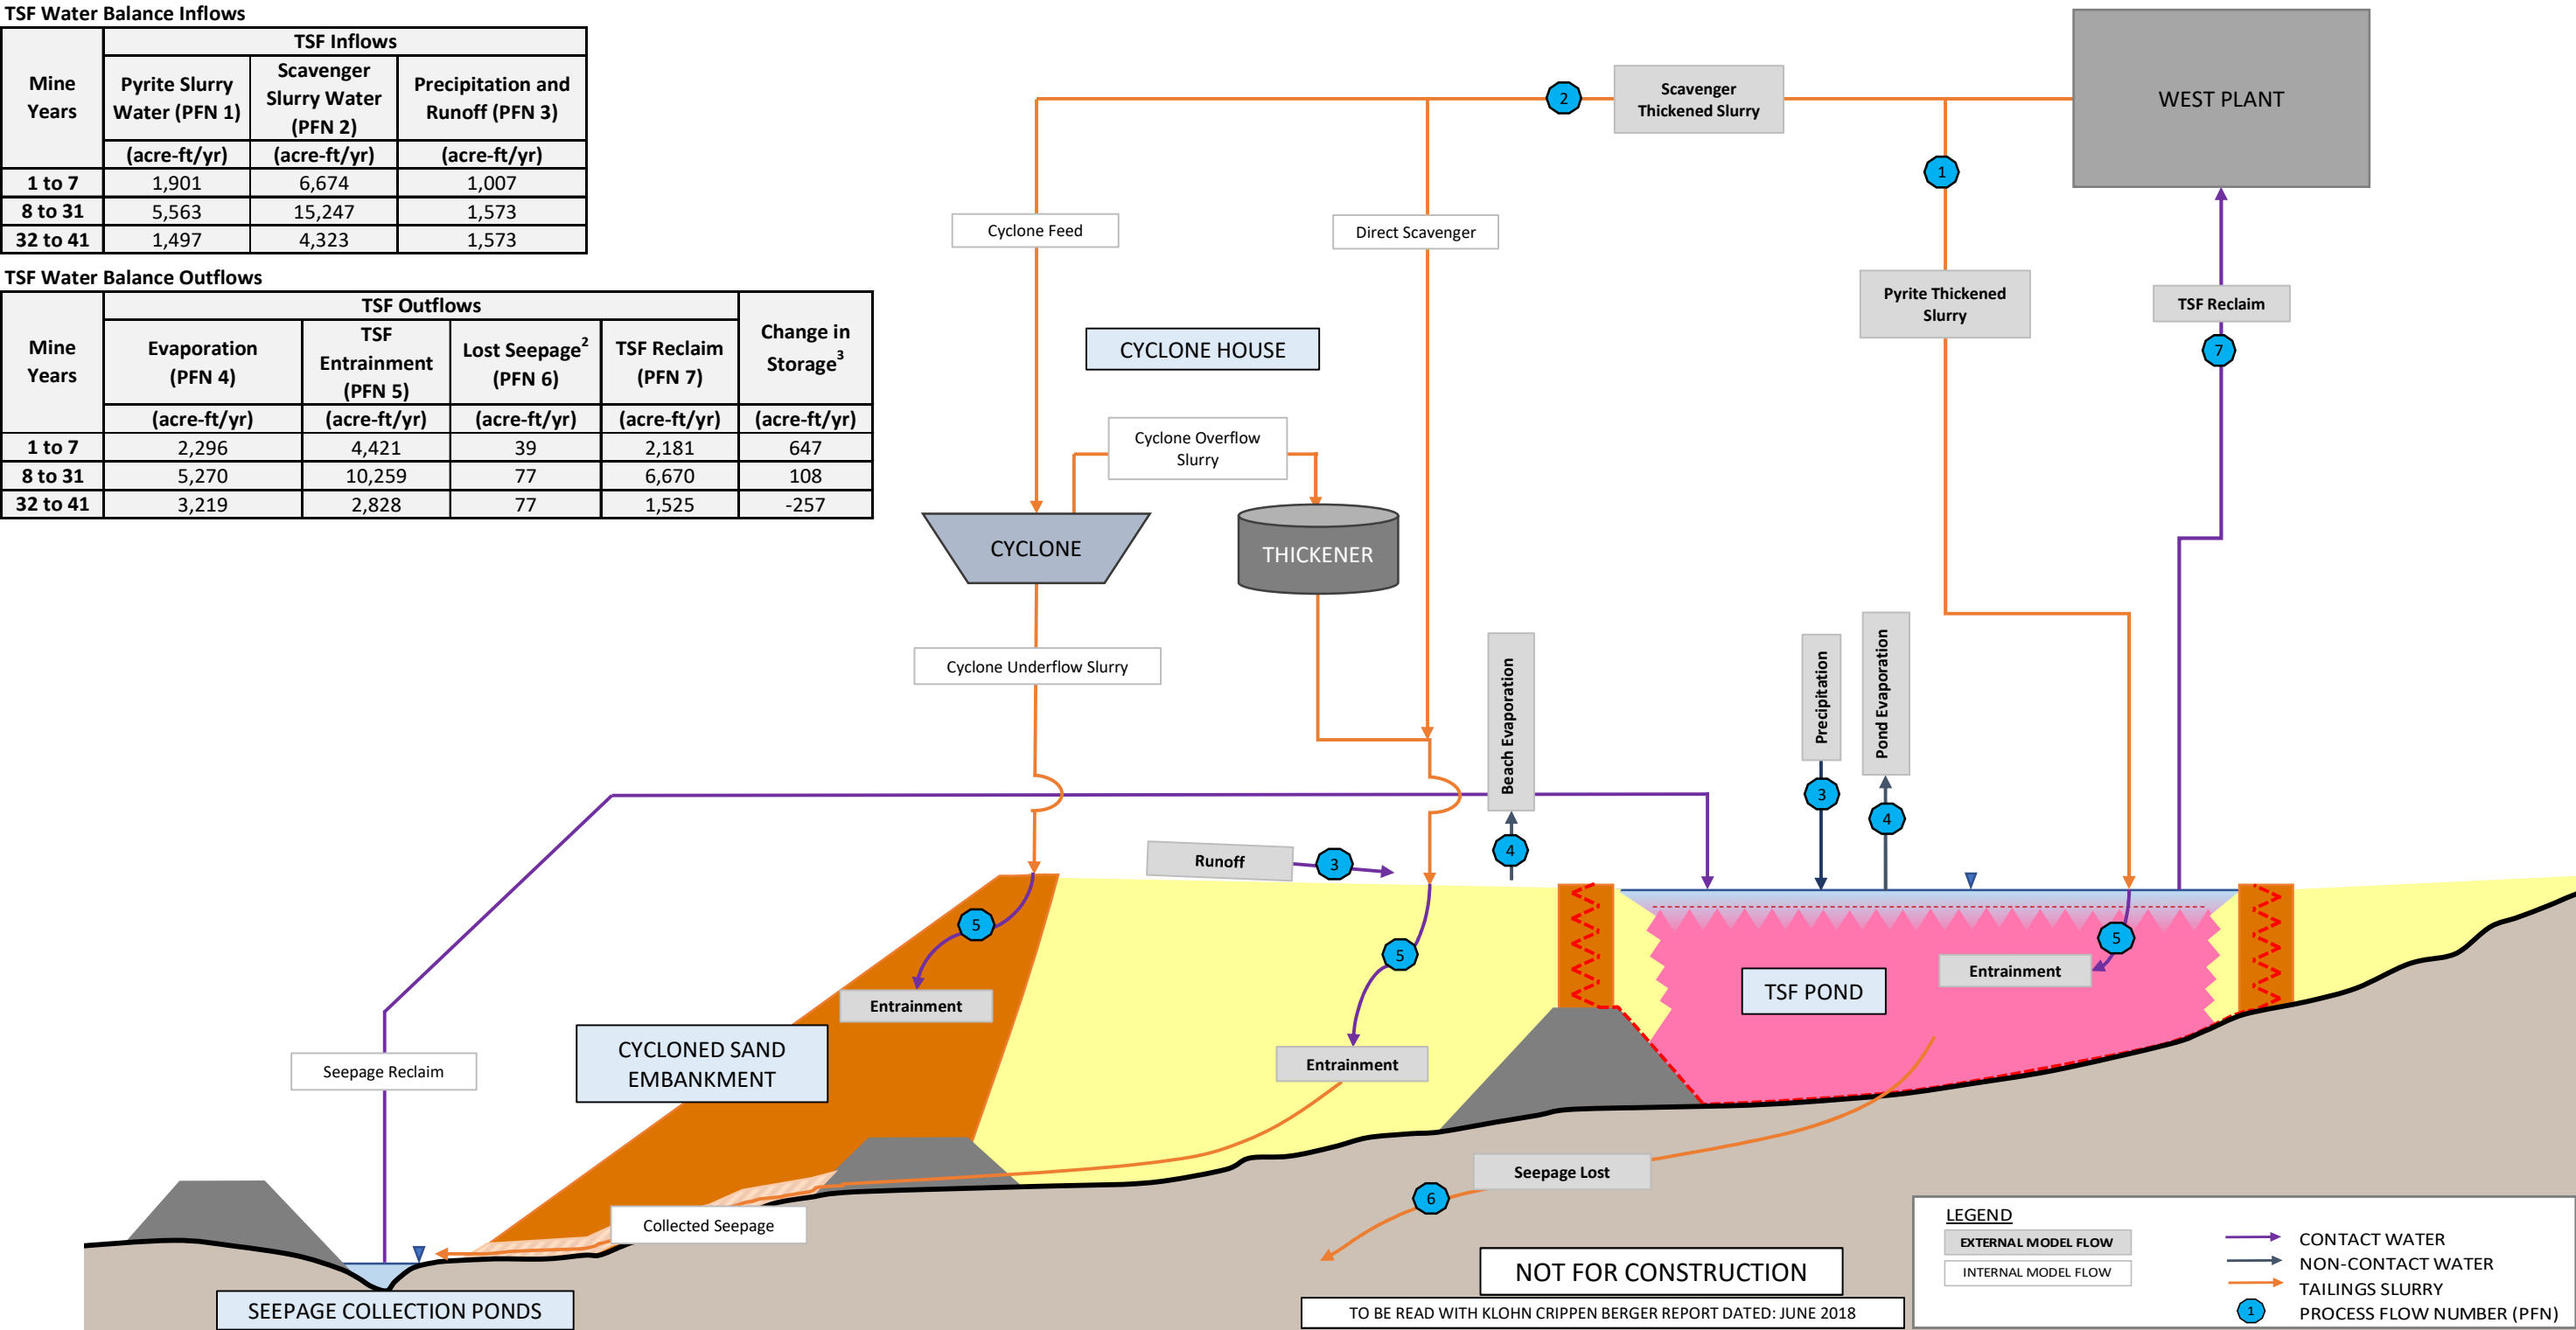 TSF Water Balance Inflows
TSF Inflows
Mine
Years
Pyrite Slurry
Water (PFN 1)
Scavenger
Slurry Water
(PFN 2)
Precipitation and
Runoff (PFN 3)
(acre-ft/yr) (acre-ft/yr) (acre-ft/yr)
1 to 7 1,901 6,674 1,007
8 to 31 5,563 15,247 1,573
32 to 41 1,497 4,323 1,573
TSF Water Balance Outflows
TSF Outflows
Mine
Years
Evaporation
(PFN 4)
TSF
Entrainment
(PFN 5)
Lost Seepage2
(PFN 6)
TSF Reclaim
(PFN 7)
Change in
Storage3
(acre-ft/yr) (acre-ft/yr) (acre-ft/yr) (acre-ft/yr) (acre-ft/yr)
1 to 7 2,296 4,421 39 2,181 647
8 to 31 5,270 10,259 77 6,670 108
32 to 41 3,219 2,828 77 1,525 -257
2
Scavenger
Thickened Slurry
WEST PLANT
1
Cyclone Feed
Direct Scavenger
Pyrite Thickened
Slurry
TSF Reclaim
7
CYCLONE HOUSE
Cyclone Overflow
Slurry
CYCLONE
THICKENER
Cyclone Underflow Slurry
Beach Evaporation
Precipitation
Pond Evaporation
3
4
4
Runoff
3
5
5
5
Entrainment
Entrainment
Entrainment
TSF POND
CYCLONED SAND
EMBANKMENT
Seepage Reclaim
Seepage Lost
6
Collected Seepage
SEEPAGE COLLECTION PONDS
NOT FOR CONSTRUCTION
TO BE READ WITH KLOHN CRIPPEN BERGER REPORT DATED: JUNE 2018
LEGEND
EXTERNAL MODEL FLOW
INTERNAL MODEL FLOW
CONTACT WATER
NON-CONTACT WATER
TAILINGS SLURRY
1 PROCESS FLOW NUMBER (PFN)